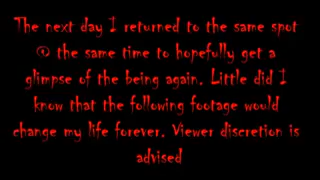 The next day I returned to the same spot
@ the same time to hopefully get a
glimpse of the being again. Little did I
know that the following footage would
change my life forever. Viewer discretion is
advised